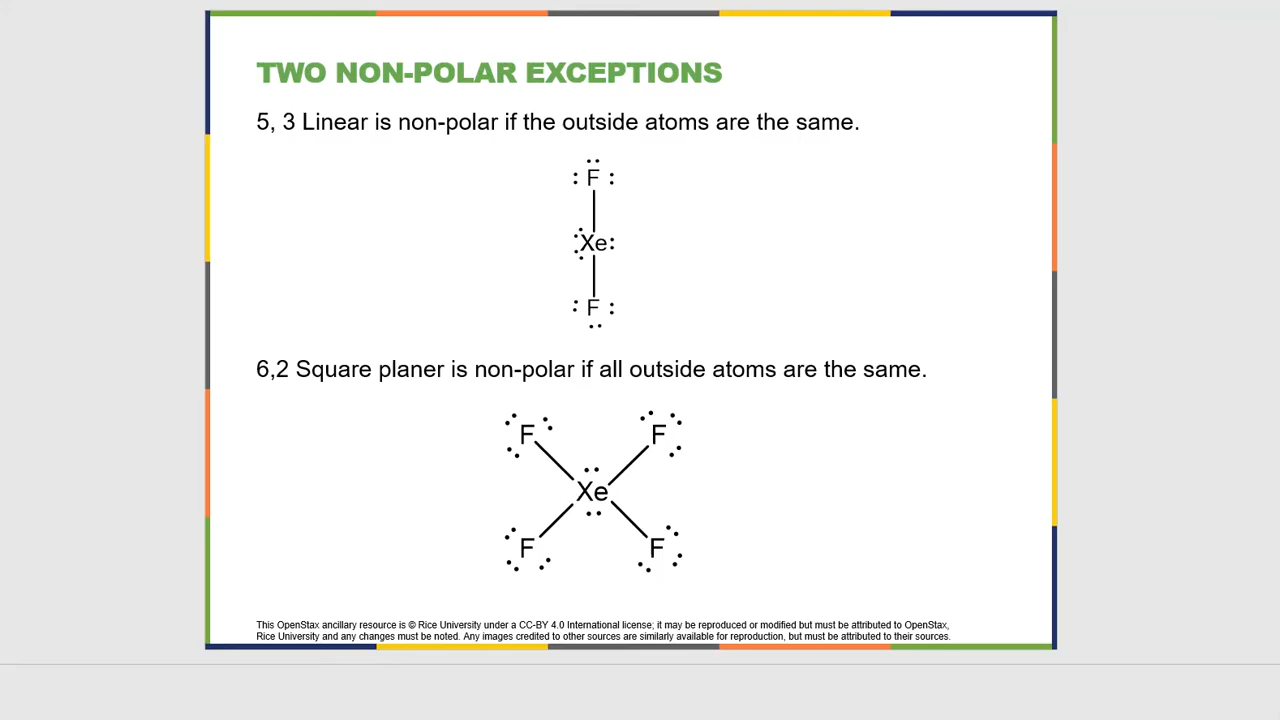 TWO NON-POLAR EXCEPTIONS
5, 3 Linear is non-polar if the outside atoms are the same.
F
Xe
F
6,2 Square planer is non-polar if all outside atoms are the same.
F F
Xe
F F
This OpenStax ancillary resource is © Rice University under a CC-BY 4.0 International license; it may be reproduced or modified but must be attributed to OpenStax,
Rice University and any changes must be noted. Any images credited to other sources are similarly available for reproduction, but must be attributed to their sources.